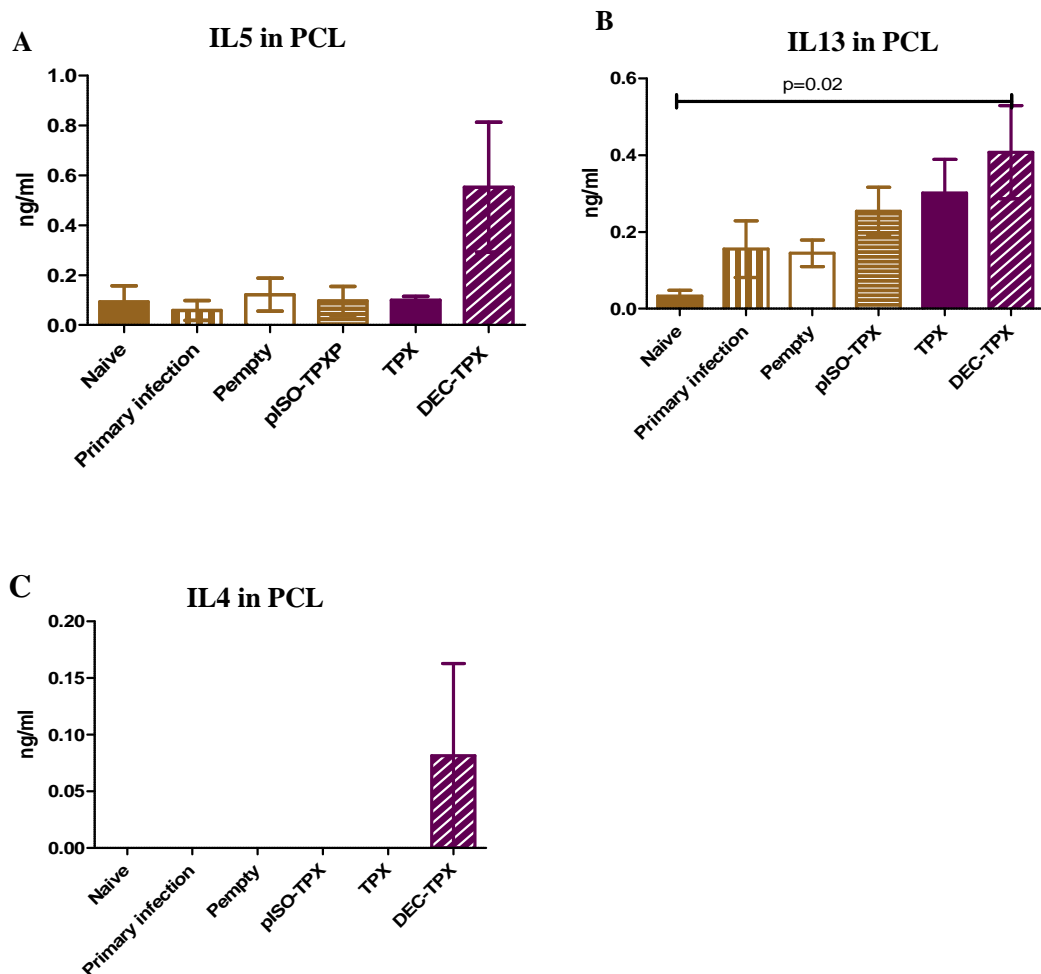 A
IL5 in PCL
1.0
0.8
0.6
0.4
0.2
0.0
ng/ml
Naive
Primary infection
Pempty
pISO-TPXP
TPX
DEC-TPX
B
IL13 in PCL
p=0.02
0.6
0.4
0.2
0.0
ng/ml
Naive
Primary infection
Pempty
pISO-TPX
TPX
DEC-TPX
C
IL4 in PCL
0.20
0.15
0.10
0.05
0.00
ng/ml
Naive
Primary infection
Pempty
pISO-TPX
TPX
DEC-TPX